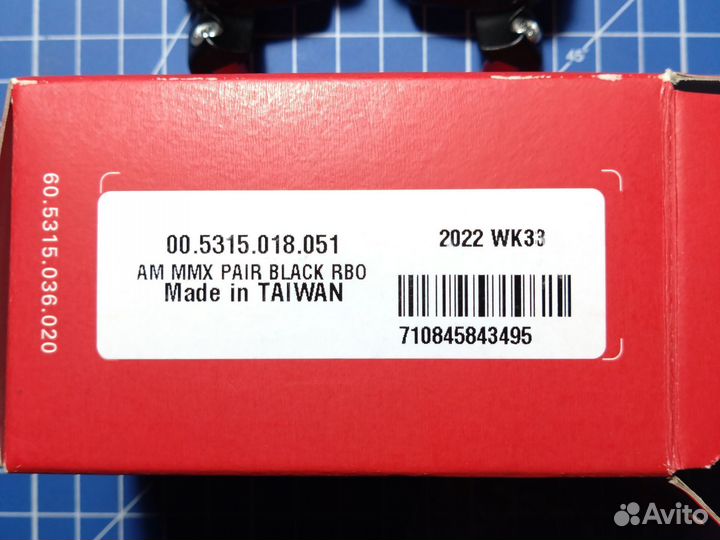 45°
60.5315.036.020
00.5315.018.051
AM MMX PAIR BLACK RBO
Made in TAIWAN
2022 WK33
710845843495
Avito